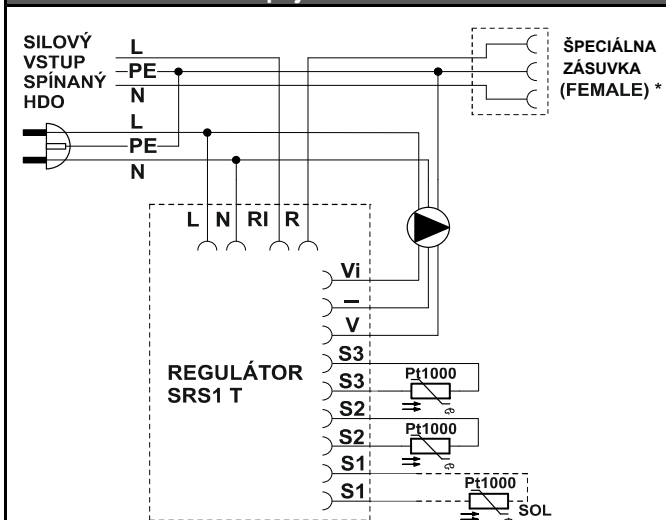 SILOVÝ
VSTUP
SPÍNANÝ
HDO
L
PE
N
L
PE
N
ŠPECIÁLNA
ZÁSUVKA
(FEMALE) *
L N RI R
Vi
–
V
S3
S3
S2
S2
S1
S1
REGULÁTOR
SRS1 T
Pt1000
Pt1000
Pt1000
SOL